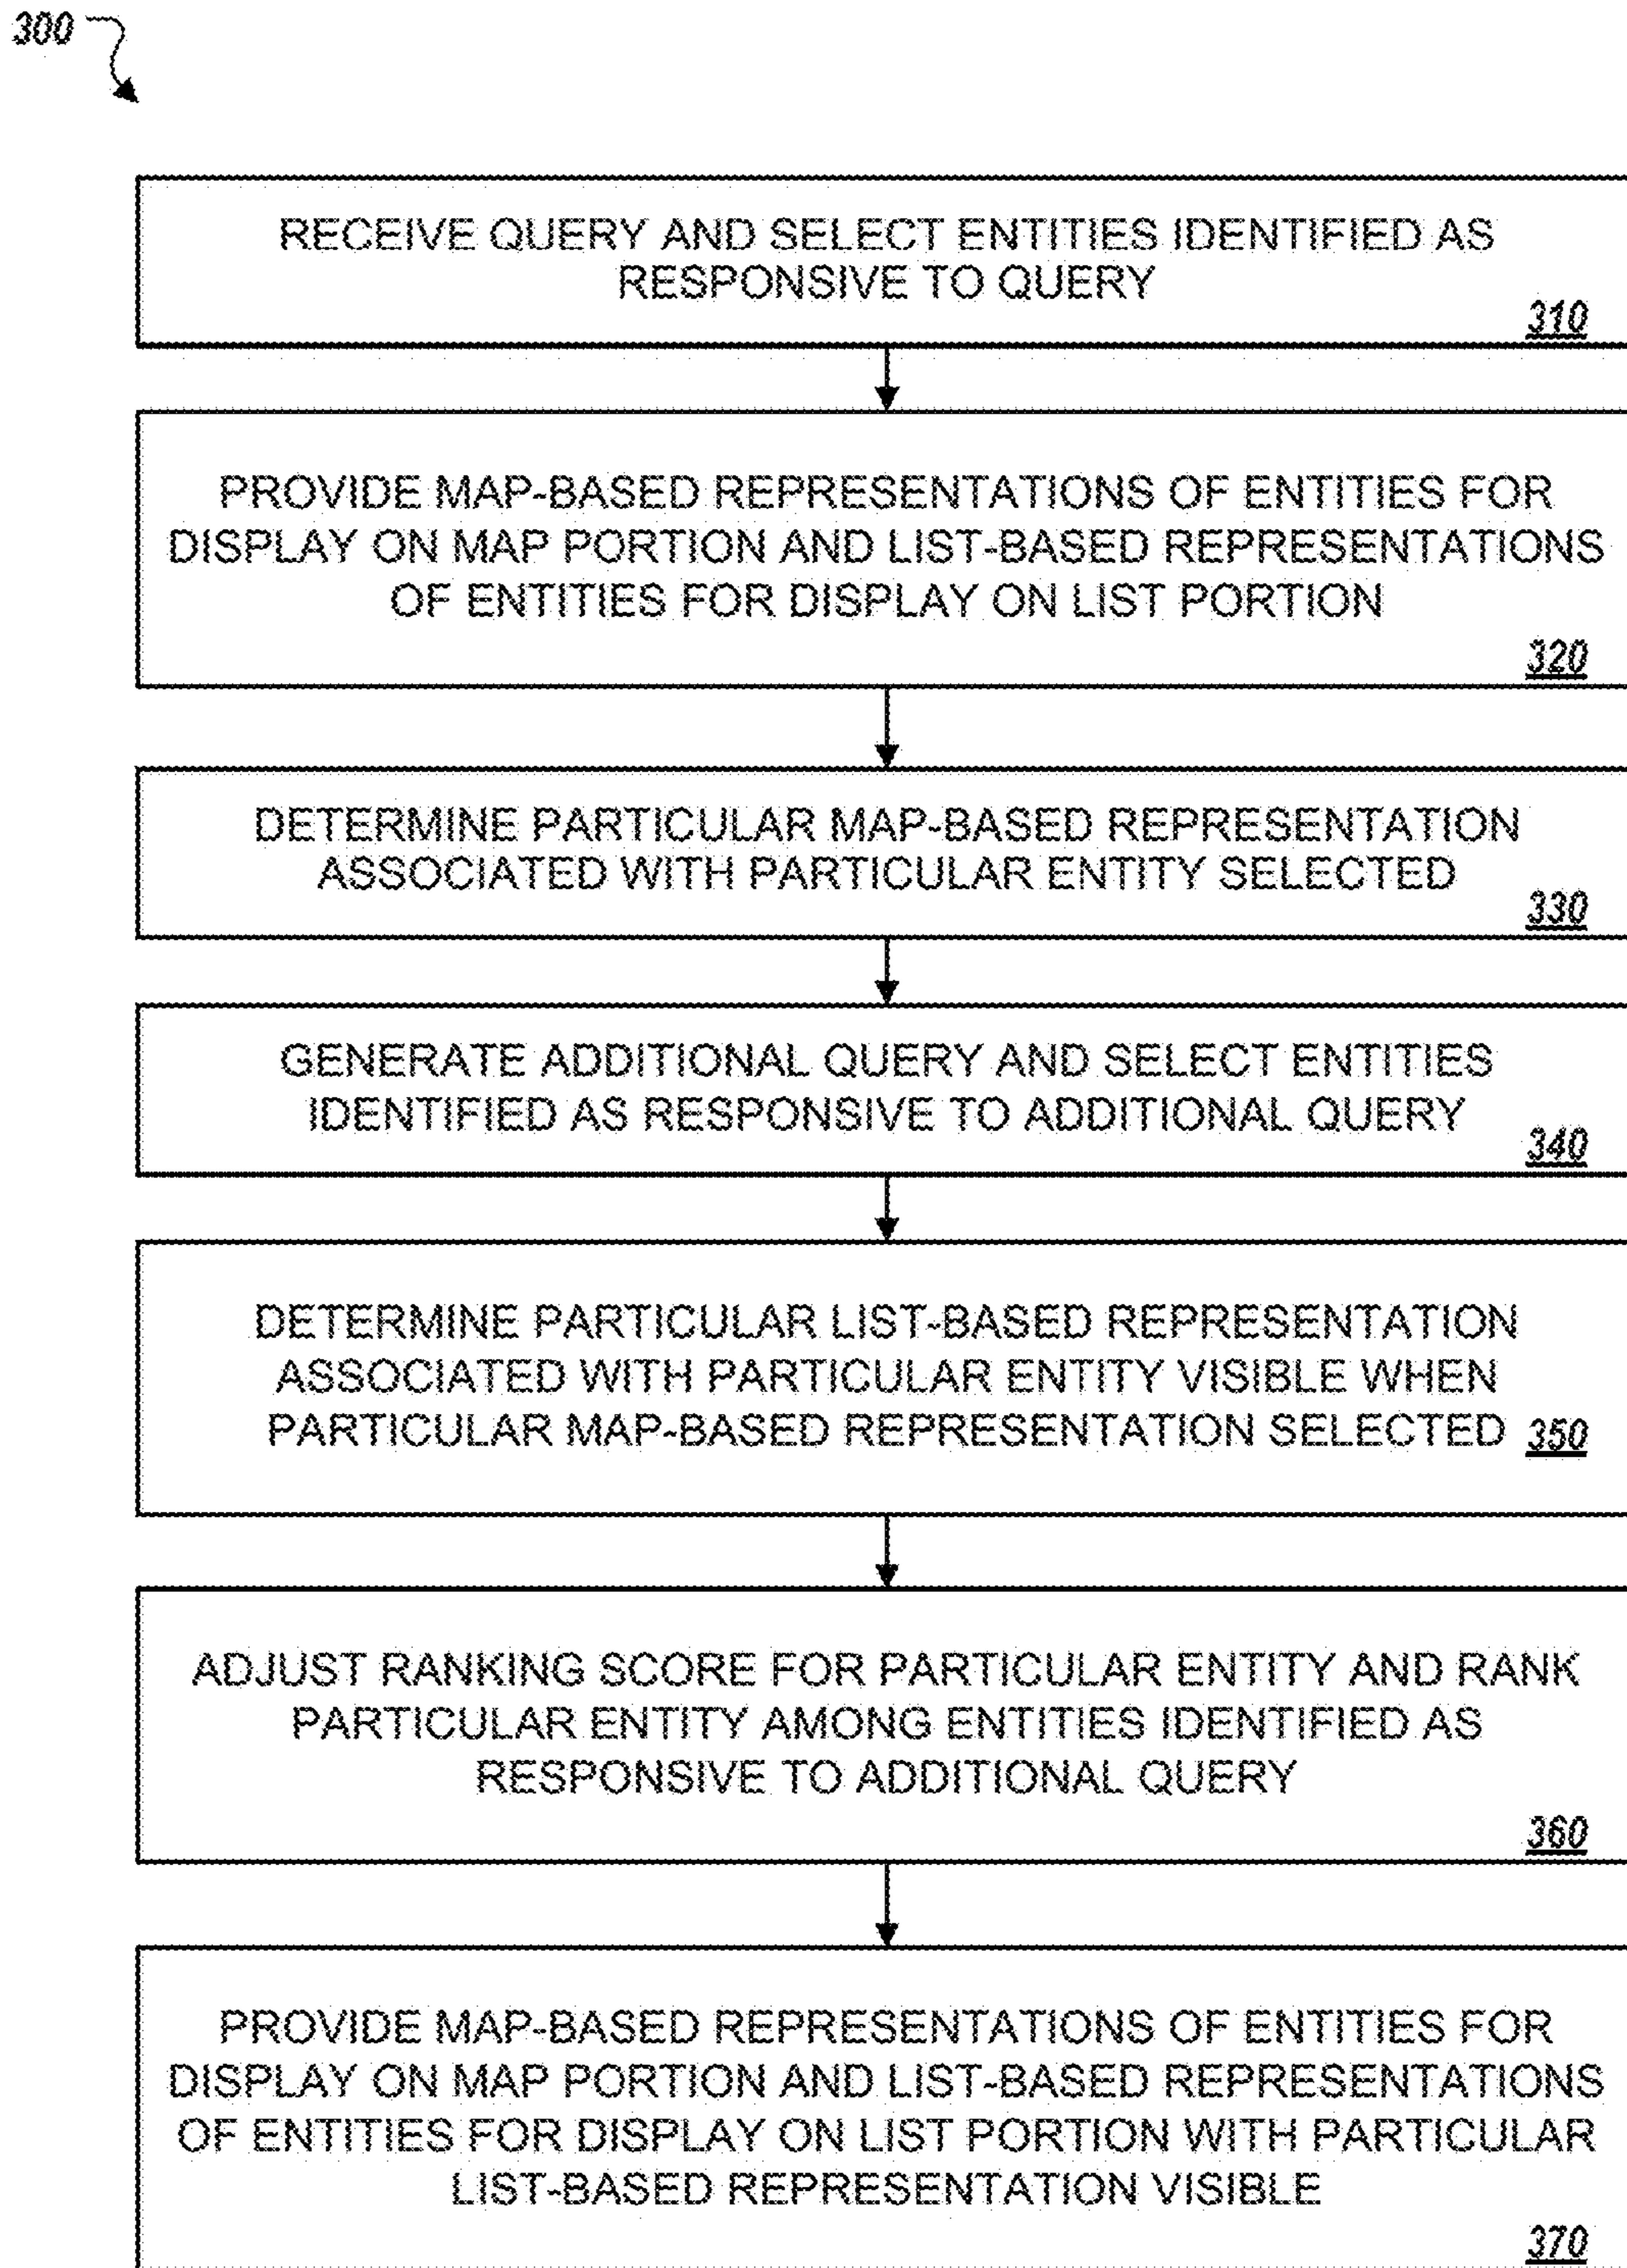 300
RECEIVE QUERY AND SELECT ENTITIES IDENTIFIED AS
RESPONSIVE TO QUERY
310
PROVIDE MAP-BASED REPRESENTATIONS OF ENTITIES FOR
DISPLAY ON MAP PORTION AND LIST-BASED REPRESENTATIONS
OF ENTITIES FOR DISPLAY ON LIST PORTION
320
DETERMINE PARTICULAR MAP-BASED REPRESENTATION
ASSOCIATED WITH PARTICULAR ENTITY SELECTED
330
GENERATE ADDITIONAL QUERY AND SELECT ENTITIES
IDENTIFIED AS RESPONSIVE TO ADDITIONAL QUERY
340
DETERMINE PARTICULAR LIST-BASED REPRESENTATION
ASSOCIATED WITH PARTICULAR ENTITY VISIBLE WHEN
PARTICULAR MAP-BASED REPRESENTATION SELECTED 350
ADJUST RANKING SCORE FOR PARTICULAR ENTITY AND RANK
PARTICULAR ENTITY AMONG ENTITIES IDENTIFIED AS
RESPONSIVE TO ADDITIONAL QUERY
360
PROVIDE MAP-BASED REPRESENTATIONS OF ENTITIES FOR
DISPLAY ON MAP PORTION AND LIST-BASED REPRESENTATIONS
OF ENTITIES FOR DISPLAY ON LIST PORTION WITH PARTICULAR
LIST-BASED REPRESENTATION VISIBLE
370